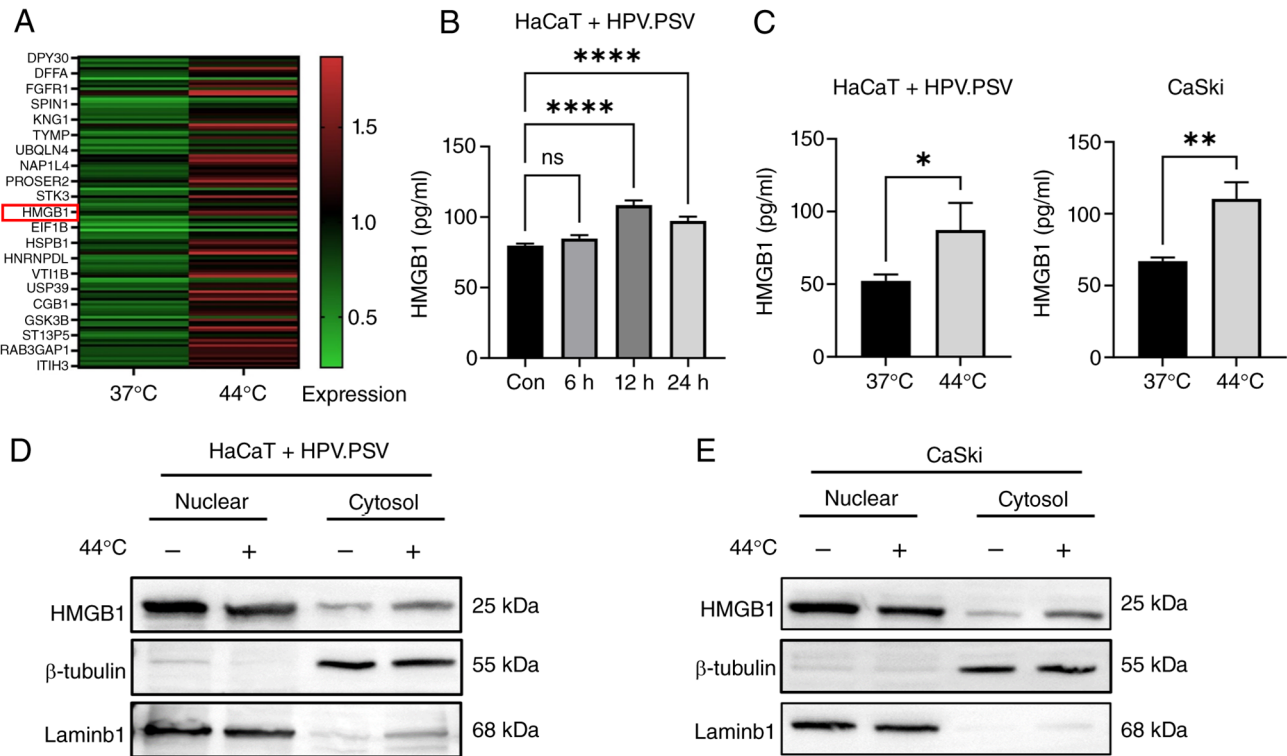 A
DPY30
DFFA
FGFR1
SPIN1
KNG1
TYMP
UBQLN4
NAP1L4
PROSER2
STK3
HMGB1
EIF1B
HSPB1
HNRNPDL
VTI1B
USP39
CGB1
GSK3B
ST13P5
RAB3GAP1
ITIH3
37°C 44°C Expression
1.5
1.0
0.5
B
HaCaT + HPV.PSV
****
****
ns
HMGB1 (pg/ml)
150
100
50
0
Con 6 h 12 h 24 h
C
HaCaT + HPV.PSV
*
HMGB1 (pg/ml)
150
100
50
0
37°C 44°C
CaSki
**
HMGB1 (pg/ml)
150
100
50
0
37°C 44°C
D
HaCaT + HPV.PSV
Nuclear Cytosol
44°C − + − +
HMGB1 25 kDa
β-tubulin 55 kDa
Laminb1 68 kDa
E
CaSki
Nuclear Cytosol
44°C − + − +
HMGB1 25 kDa
β-tubulin 55 kDa
Laminb1 68 kDa